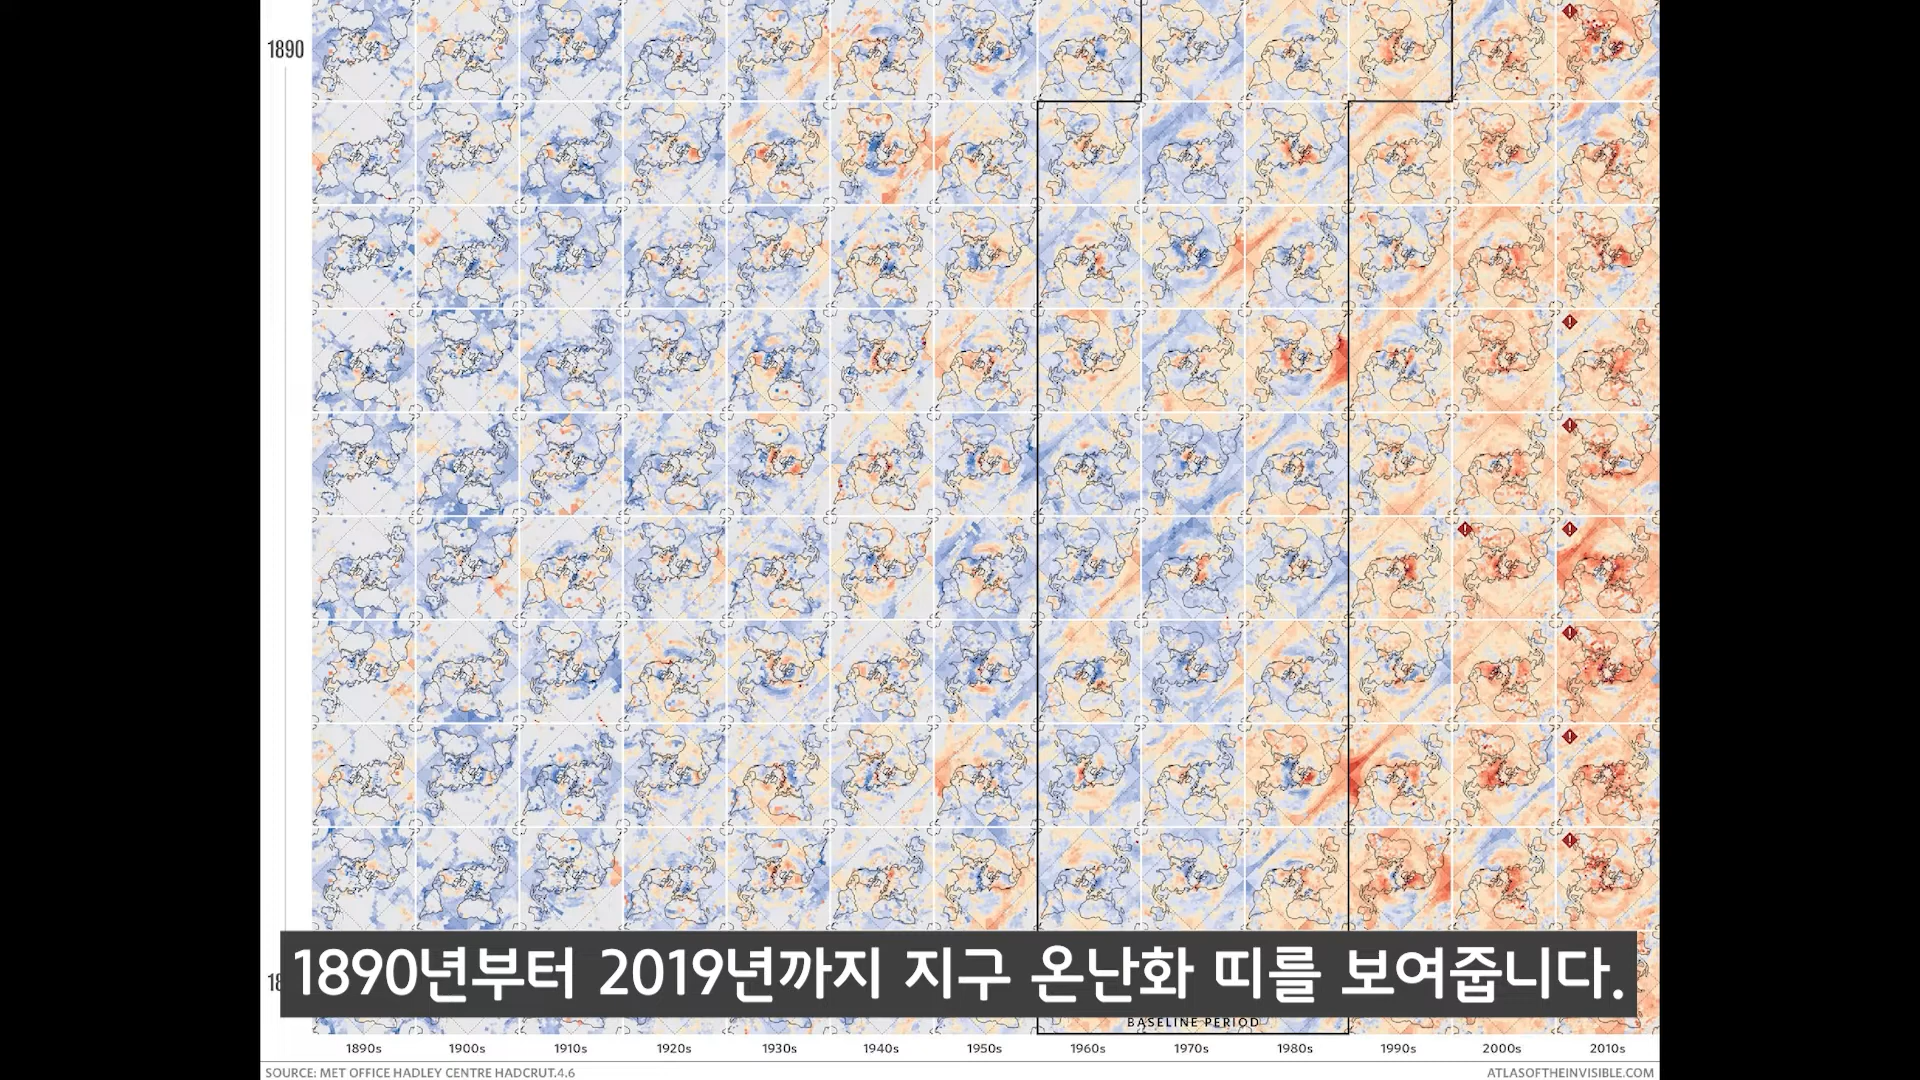 1890
1890년부터 2019년까지 지구 온난화 띠를 보여줍니다.
18
BASELINE PERIOD
1890s 1900s 1910s 1920s 1930s 1940s 1950s 1960s 1970s 1980s 1990s 2000s 2010s
SOURCE: MET OFFICE HADLEY CENTRE HADCRUT.4.6
ATLASOFTHEINVISIBLE.COM